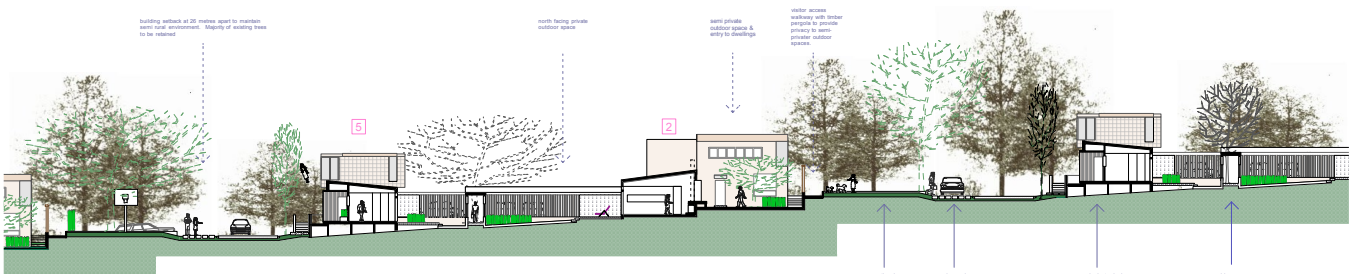 building setback at 26 metres apart to maintain
semi rural environment. Majority of existing trees
to be retained
north facing private
outdoor space
semi private
outdoor space &
entry to dwellings
visitor access
walkway with timber
pergola to provide
privacy to semi-
privater outdoor
spaces.
5
2